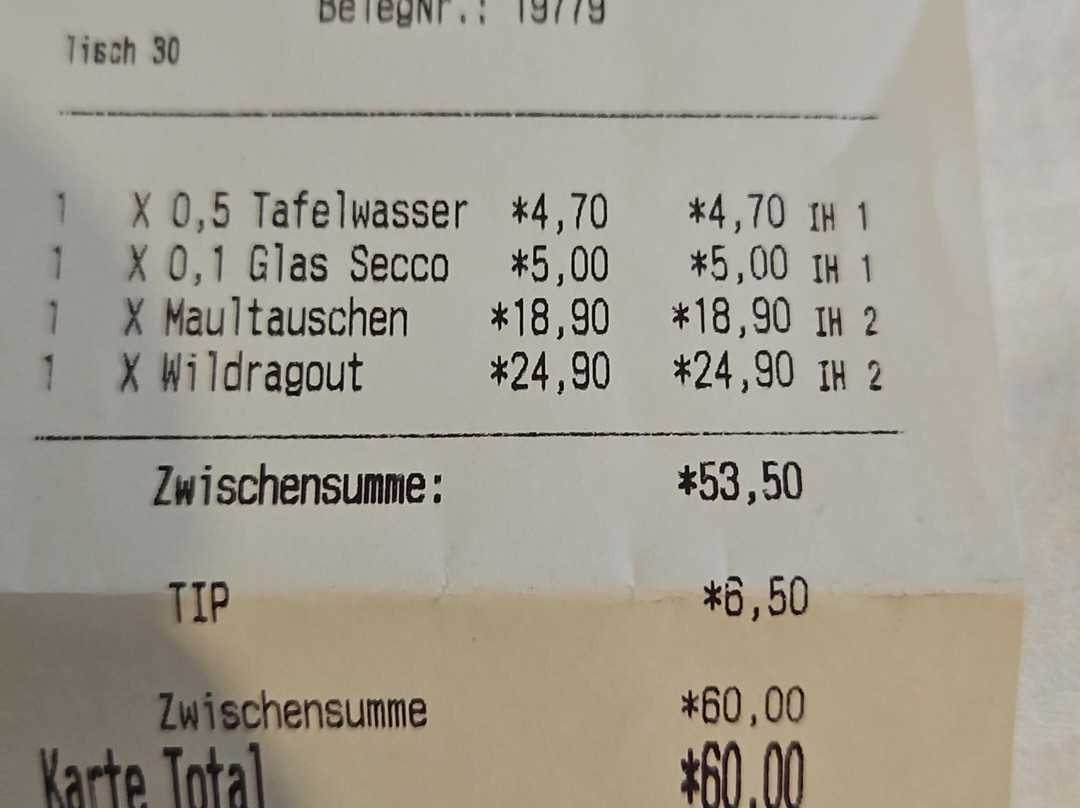 BelegNr.: 19779
Tisch 30
1 X 0,5 Tafelwasser *4,70 *4,70 IH 1
1 X 0,1 Glas Secco *5,00 *5,00 IH 1
1 X Maultauschen *18,90 *18,90 IH 2
1 X Wildragout *24,90 *24,90 IH 2
Zwischensumme: *53,50
TIP *6,50
Zwischensumme *60,00
Karte Total *60,00